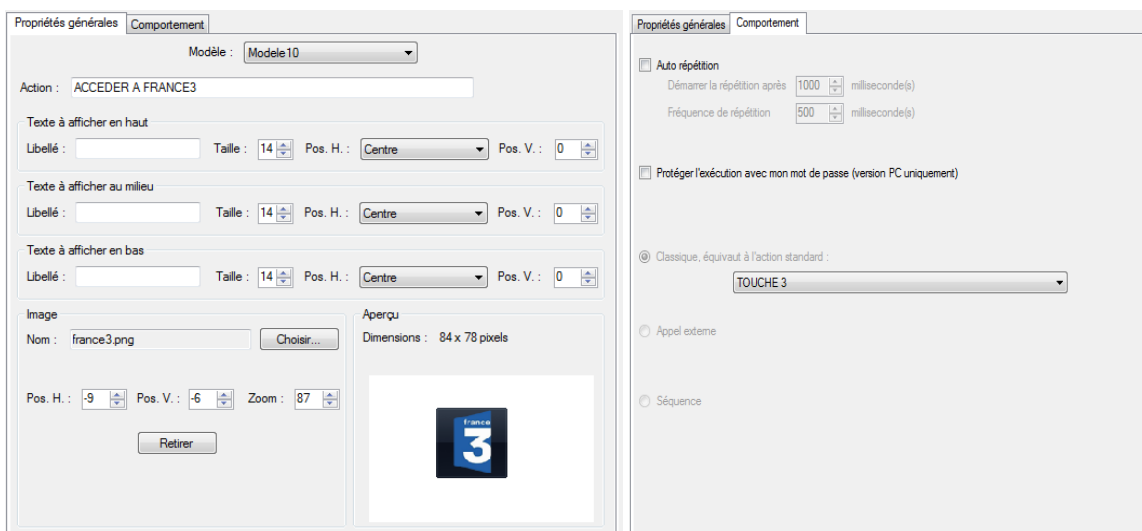 Propriétés générales Comportement
Modèle : Modele10
Action : ACCEDER A FRANCE3
Texte à afficher en haut
Libellé : Taille : 14 Pos. H. : Centre Pos. V. : 0
Texte à afficher au milieu
Libellé : Taille : 14 Pos. H. : Centre Pos. V. : 0
Texte à afficher en bas
Libellé : Taille : 14 Pos. H. : Centre Pos. V. : 0
Image
Nom : france3.png Choisir...
Pos. H. : -9 Pos. V. : -6 Zoom : 87
Retirer
Aperçu
Dimensions : 84 x 78 pixels
france
3
Propriétés générales Comportement
Auto répétition
Démarrer la répétition après 1000 milliseconde(s)
Fréquence de répétition 500 milliseconde(s)
Protéger l'exécution avec mon mot de passe (version PC uniquement)
Classique, équivaut à l'action standard :
TOUCHE 3
Appel externe
Séquence